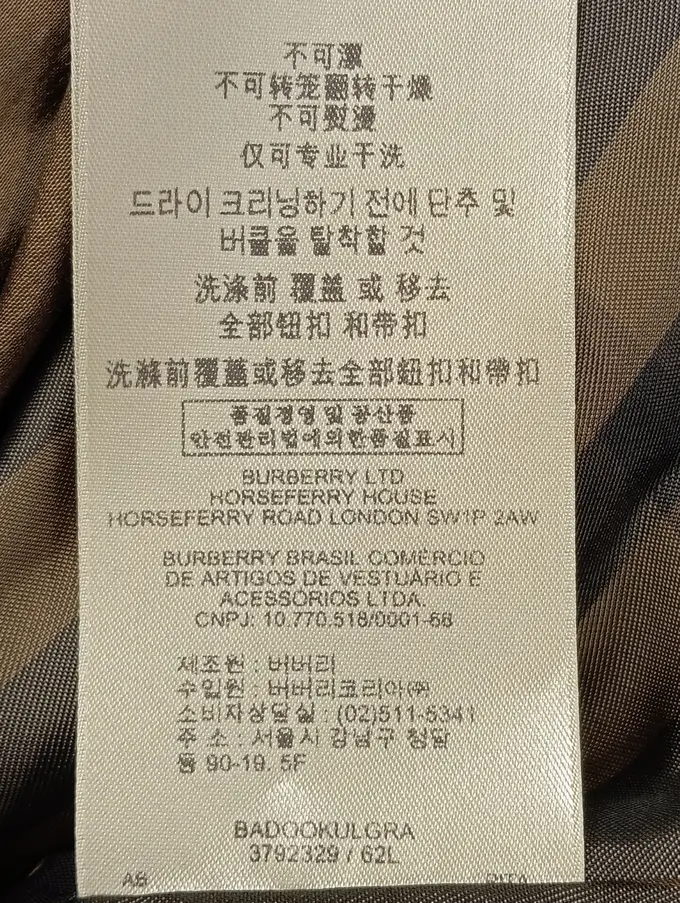 不可漂
不可转笼翻转干燥
不可熨烫
仅可专业干洗
드라이 크리닝하기 전에 단추 및
버클을 탈착할 것
洗涤前 覆盖 或 移去
全部钮扣 和带扣
洗滌前覆蓋或移去全部鈕扣和帶扣
품질경영 및 공산품
안전관리법에의한품질표시
BURBERRY LTD
HORSEFERRY HOUSE
HORSEFERRY ROAD LONDON SW1P 2AW
BURBERRY BRASIL COMÉRCIO
DE ARTIGOS DE VESTUÁRIO E
ACESSÓRIOS LTDA.
CNPJ: 10.770.518/0001-68
제조원 : 버버리
수입원 : 버버리코리아㈜
소비자상담실 : (02)511-5341
주 소 : 서울시 강남구 청담
동 90-19. 5F
BADOOKULGRA
3792329 / 62L
AB